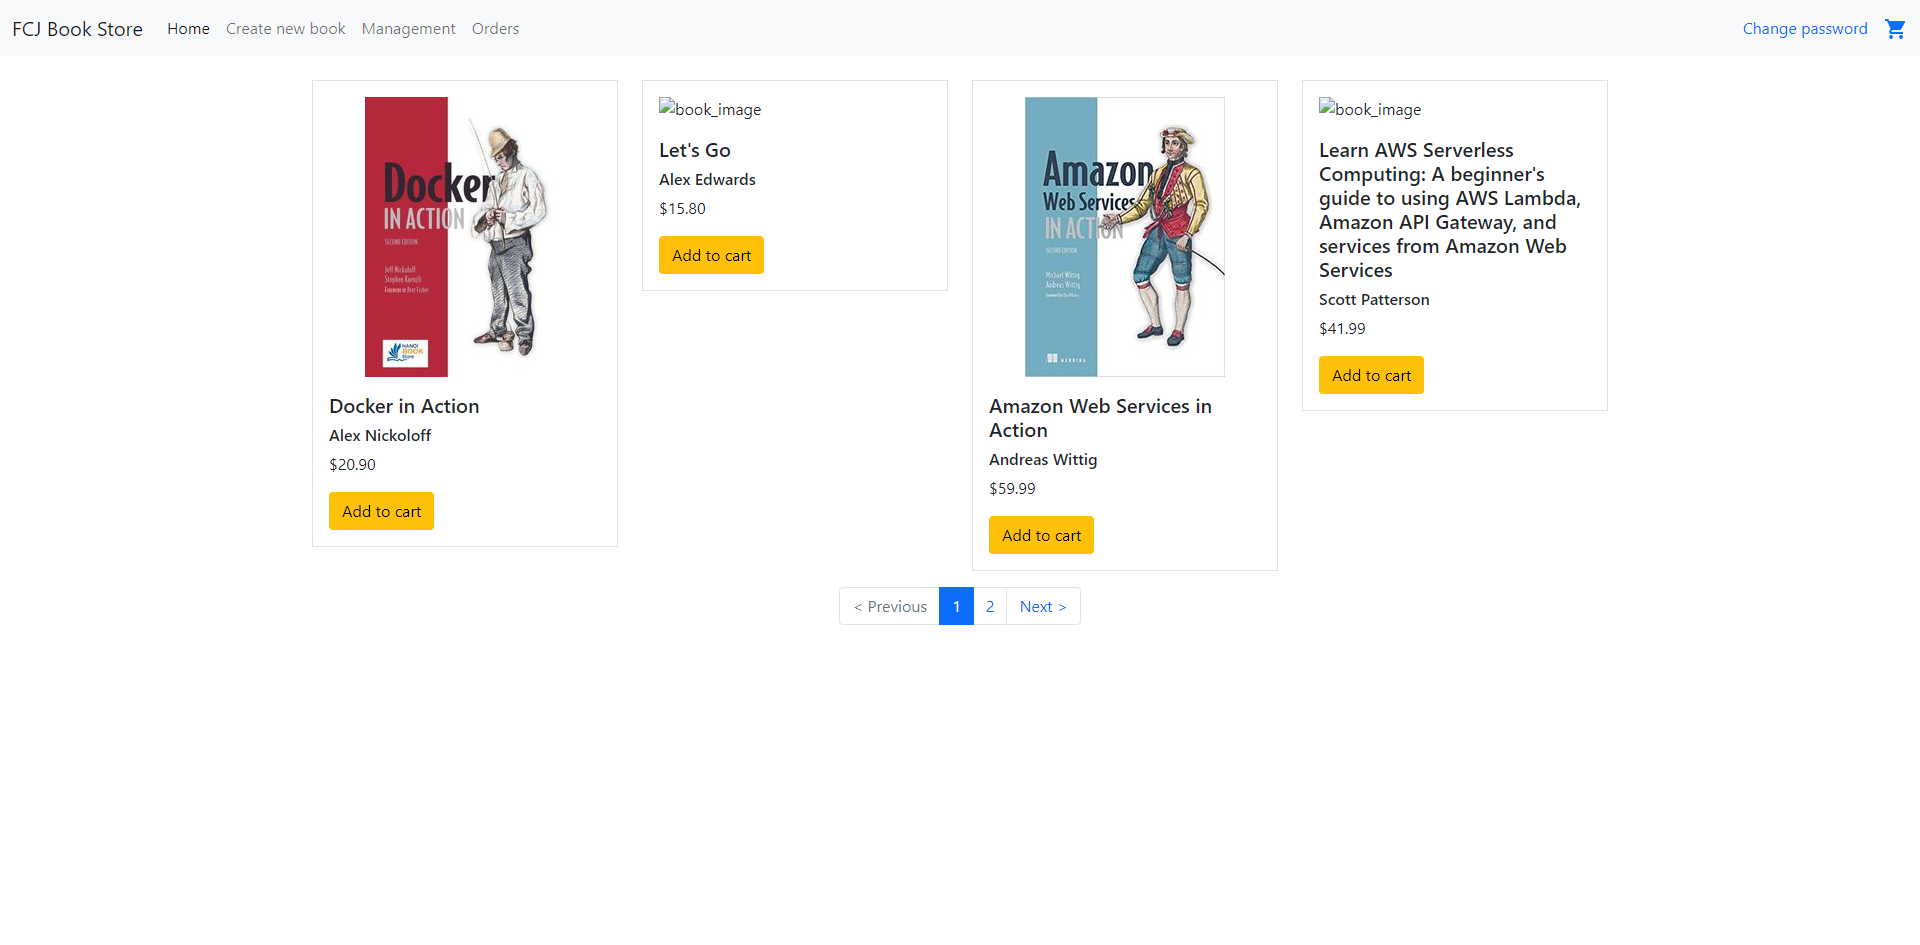 FCJ Book Store Home Create new book Management Orders Change password
Docker
IN ACTION
SECOND EDITION
Jeff Nickoloff
Stephen Kuenzli
HANOI
BOOK
Store
Docker in Action
Alex Nickoloff
$20.90
Add to cart
book_image
Let's Go
Alex Edwards
$15.80
Add to cart
Amazon
Web Services
IN ACTION
SECOND EDITION
Michael Wittig
Andreas Wittig
MANNING
Amazon Web Services in
Action
Andreas Wittig
$59.99
Add to cart
book_image
Learn AWS Serverless
Computing: A beginner's
guide to using AWS Lambda,
Amazon API Gateway, and
services from Amazon Web
Services
Scott Patterson
$41.99
Add to cart
< Previous 1 2 Next >